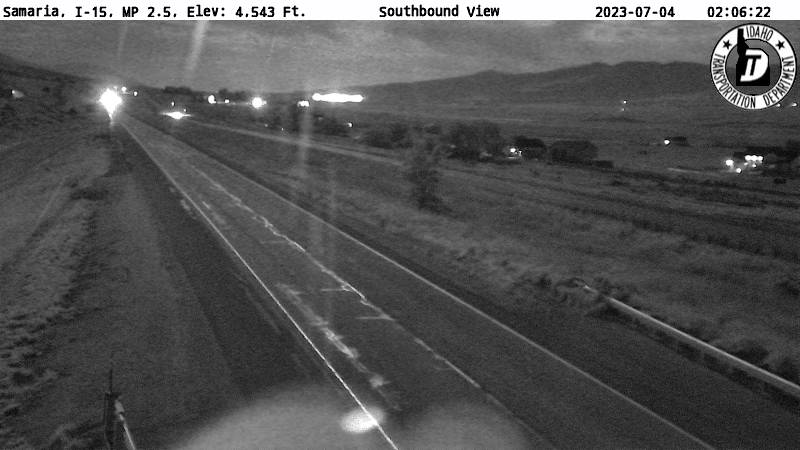 Samaria, I-15, MP 2.5, Elev: 4,543 Ft. Southbound View 2023-07-04 02:06:22
IDAHO
TRANSPORTATION DEPARTMENT